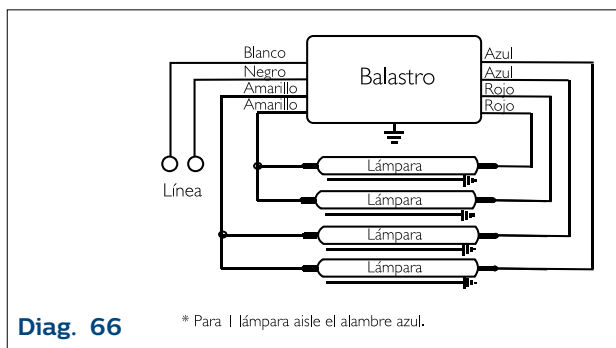 Blanco
Negro
Amarillo
Amarillo
Balastro
Azul
Azul
Rojo
Rojo
Línea
Lámpara
Lámpara
Lámpara
Lámpara
Diag. 66
* Para 1 lámpara aisle el alambre azul.